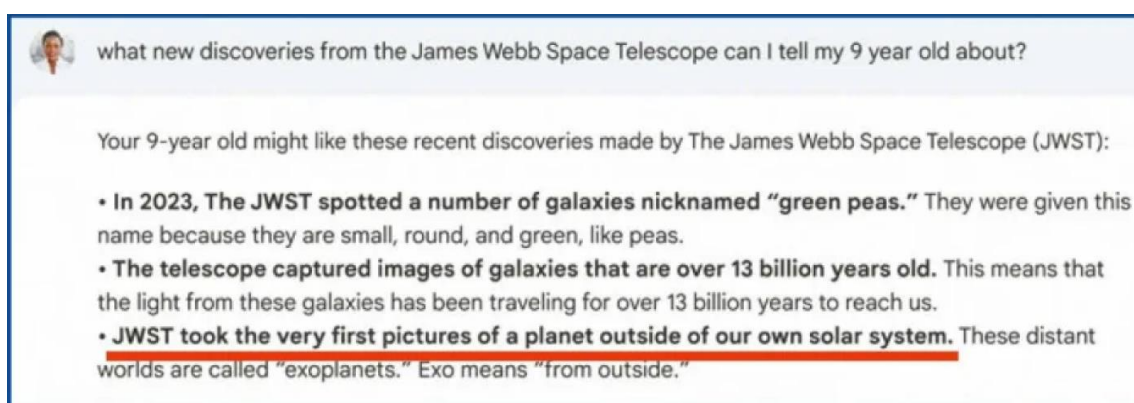 what new discoveries from the James Webb Space Telescope can I tell my 9 year old about?
Your 9-year old might like these recent discoveries made by The James Webb Space Telescope (JWST):
• In 2023, The JWST spotted a number of galaxies nicknamed “green peas.” They were given this
name because they are small, round, and green, like peas.
• The telescope captured images of galaxies that are over 13 billion years old. This means that
the light from these galaxies has been traveling for over 13 billion years to reach us.
• JWST took the very first pictures of a planet outside of our own solar system. These distant
worlds are called “exoplanets.” Exo means “from outside.”